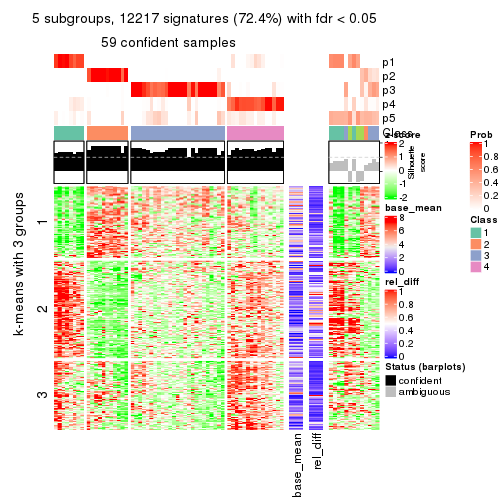 5 subgroups, 12217 signatures (72.4%) with fdr < 0.05
59 confident samples
p1
p2
p3
p4
p5
Class
z-score
2
1
0
-1
-2
Silhouette
score
Prob
1
0.8
0.6
0.4
0.2
0
Class
1
2
3
4
base_mean
8
6
4
2
0
rel_diff
1
0.8
0.6
0.4
0.2
0
Status (barplots)
confident
ambiguous
k-means with 3 groups
1
2
3
base_mean
rel_diff